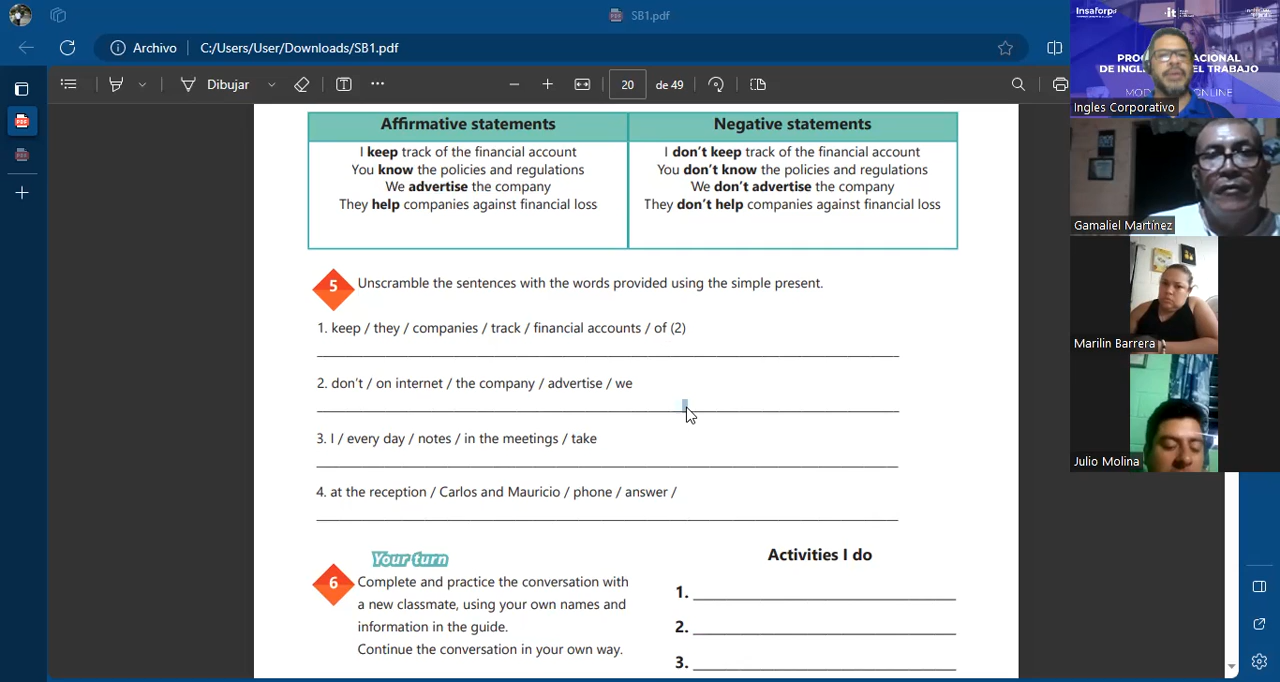 SB1.pdf
Archivo
C:/Users/User/Downloads/SB1.pdf
Dibujar
20
de 49
Affirmative statements
Negative statements
I keep track of the financial account
You know the policies and regulations
We advertise the company
They help companies against financial loss
I don't keep track of the financial account
You don't know the policies and regulations
We don't advertise the company
They don't help companies against financial loss
5
Unscramble the sentences with the words provided using the simple present.
1. keep / they / companies / track / financial accounts / of (2)
2. don't / on internet / the company / advertise / we
3. I / every day / notes / in the meetings / take
4. at the reception / Carlos and Mauricio / phone / answer /
Your turn
6
Complete and practice the conversation with
a new classmate, using your own names and
information in the guide.
Continue the conversation in your own way.
Activities I do
1.
2.
3.
Insaforp
it
Ingles Corporativo
Gamaliel Martínez
Marilin Barrera
Julio Molina